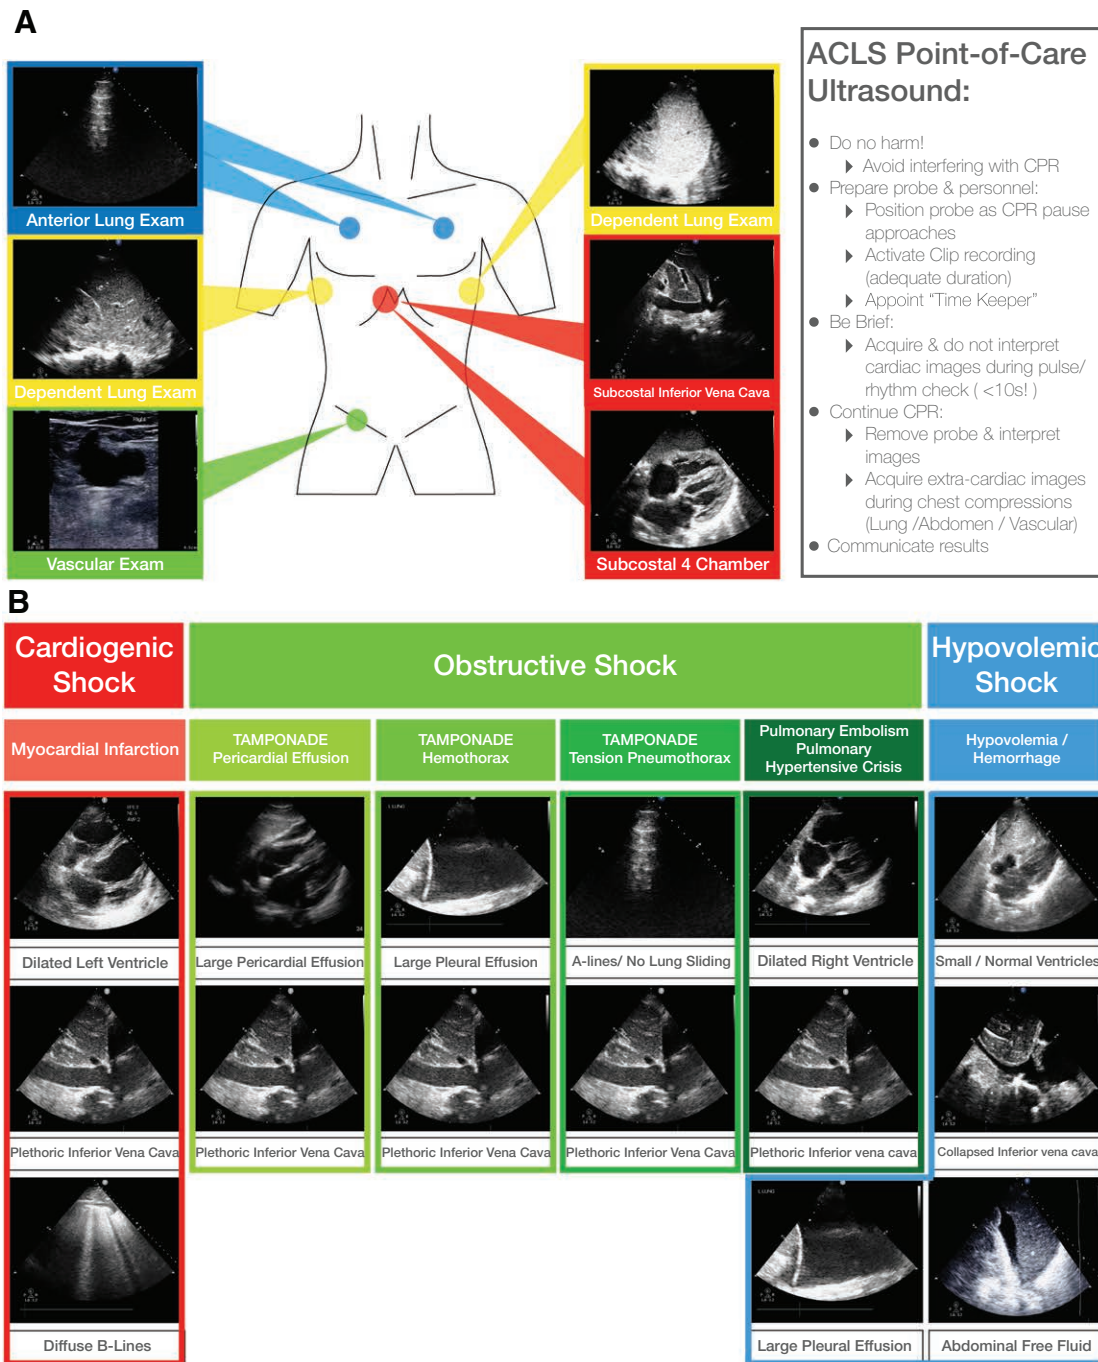 A
Anterior Lung Exam
Dependent Lung Exam
Vascular Exam
Dependent Lung Exam
Subcostal Inferior Vena Cava
Subcostal 4 Chamber
ACLS Point-of-Care
Ultrasound:
Do no harm!
Avoid interfering with CPR
Prepare probe & personnel:
Position probe as CPR pause
approaches
Activate Clip recording
(adequate duration)
Appoint “Time Keeper”
Be Brief:
Acquire & do not interpret
cardiac images during pulse/
rhythm check ( <10s! )
Continue CPR:
Remove probe & interpret
images
Acquire extra-cardiac images
during chest compressions
(Lung /Abdomen / Vascular)
Communicate results
B
Cardiogenic
Shock
Obstructive Shock
Hypovolemic
Shock
Myocardial Infarction
TAMPONADE
Pericardial Effusion
TAMPONADE
Hemothorax
TAMPONADE
Tension Pneumothorax
Pulmonary Embolism
Pulmonary
Hypertensive Crisis
Hypovolemia /
Hemorrhage
Dilated Left Ventricle
Large Pericardial Effusion
Large Pleural Effusion
A-lines/ No Lung Sliding
Dilated Right Ventricle
Small / Normal Ventricles
Plethoric Inferior Vena Cava
Plethoric Inferior Vena Cava
Plethoric Inferior Vena Cava
Plethoric Inferior Vena Cava
Plethoric Inferior vena cava
Collapsed Inferior vena cava
Diffuse B-Lines
Large Pleural Effusion
Abdominal Free Fluid